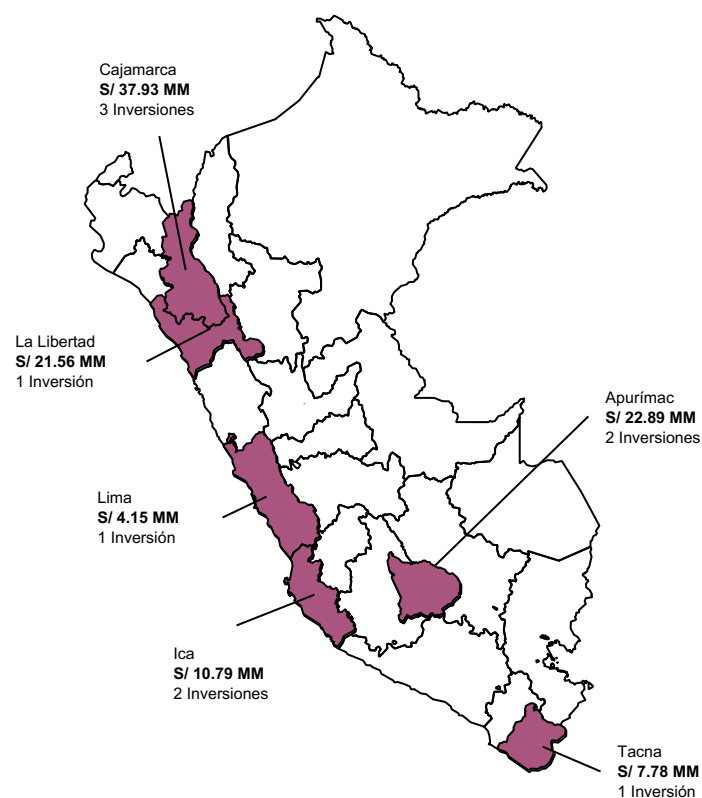 Cajamarca
S/ 37.93 MM
3 Inversiones
La Libertad
S/ 21.56 MM
1 Inversión
Apurímac
S/ 22.89 MM
2 Inversiones
Lima
S/ 4.15 MM
1 Inversión
Ica
S/ 10.79 MM
2 Inversiones
Tacna
S/ 7.78 MM
1 Inversión